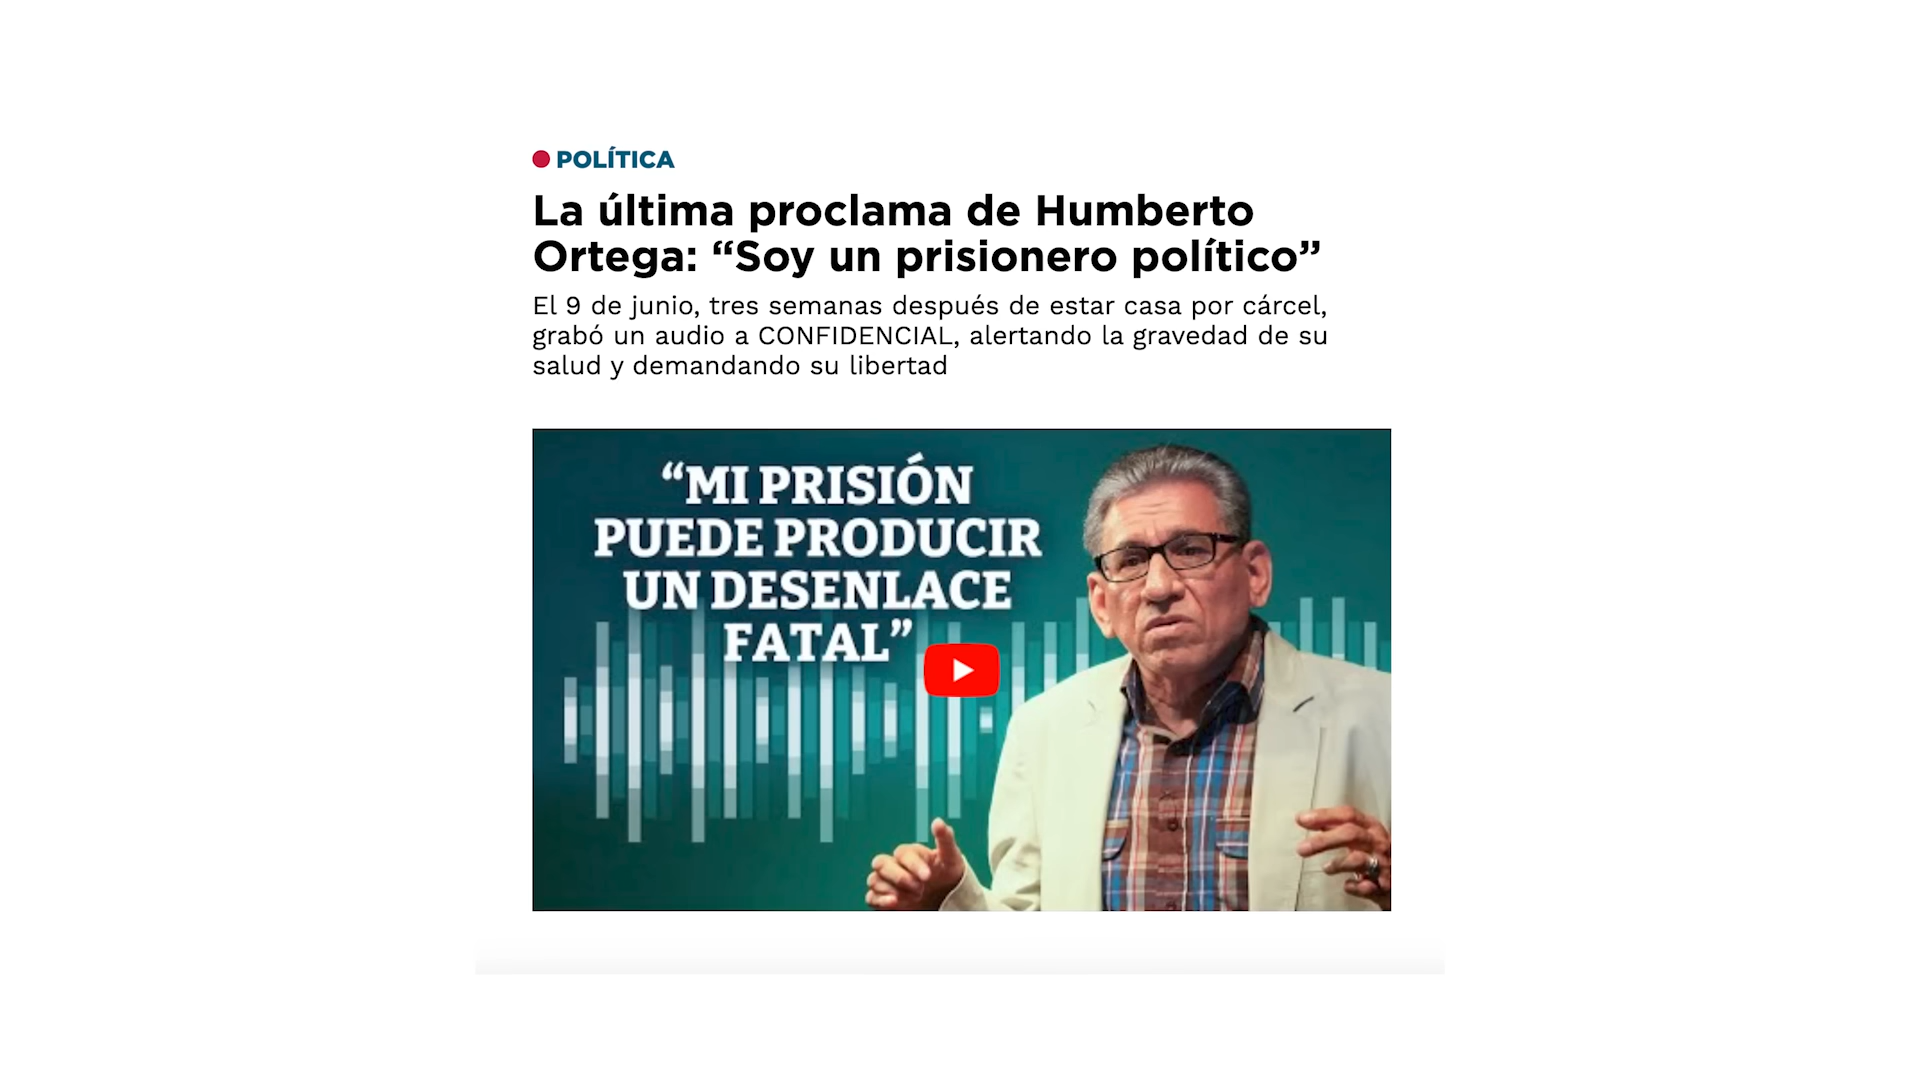 POLÍTICA
La última proclama de Humberto
Ortega: “Soy un prisionero político”
El 9 de junio, tres semanas después de estar casa por cárcel,
grabó un audio a CONFIDENCIAL, alertando la gravedad de su
salud y demandando su libertad
“MI PRISIÓN
PUEDE PRODUCIR
UN DESENLACE
FATAL”